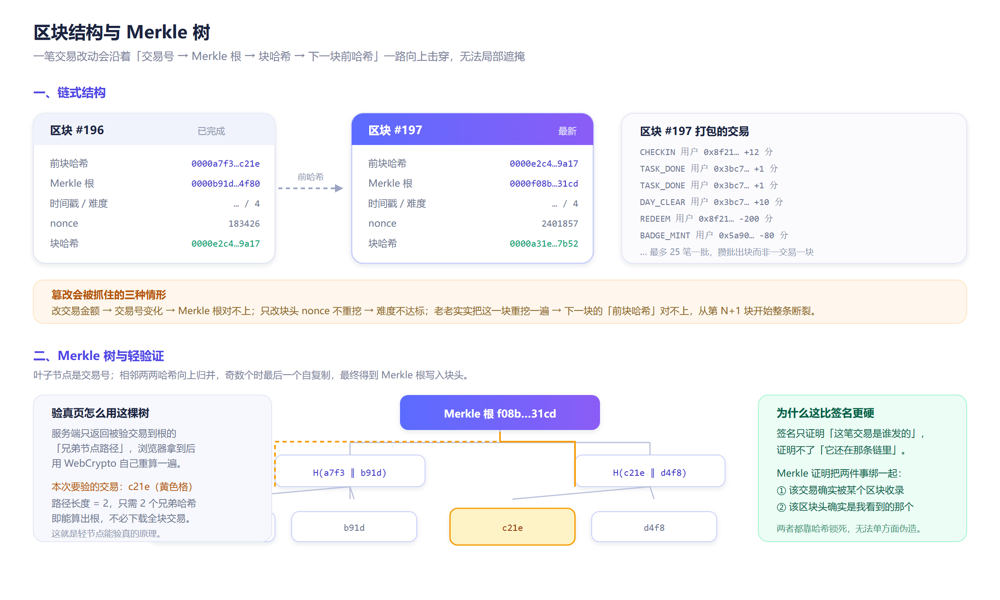 区块结构与 Merkle 树
一笔交易改动会沿着「交易号 → Merkle 根 → 块哈希 → 下一块前哈希」一路向上击穿，无法局部遮掩
一、链式结构
区块 #196 已完成
前块哈希 0000a7f3…c21e
Merkle 根 0000b91d…4f80
时间戳 / 难度 … / 4
nonce 183426
块哈希 0000e2c4…9a17
前哈希
区块 #197 最新
前块哈希 0000e2c4…9a17
Merkle 根 0000f08b…31cd
时间戳 / 难度 … / 4
nonce 2401857
块哈希 0000a31e…7b52
区块 #197 打包的交易
CHECKIN 用户 0x8f21… +12 分
TASK_DONE 用户 0x3bc7… +1 分
TASK_DONE 用户 0x3bc7… +1 分
DAY_CLEAR 用户 0x3bc7… +10 分
REDEEM 用户 0x8f21… -200 分
BADGE_MINT 用户 0x5a90… -80 分
… 最多 25 笔一批，攒批出块而非一交易一块
篡改会被抓住的三种情形
改交易金额 → 交易号变化 → Merkle 根对不上；只改块头 nonce 不重挖 → 难度不达标；老老实实把这一块重挖一遍 → 下一块的「前块哈希」对不上，从第 N+1 块开始整条断裂。
二、Merkle 树与轻验证
叶子节点是交易号；相邻两两哈希向上归并，奇数个时最后一个自复制，最终得到 Merkle 根写入块头。
验真页怎么用这棵树
服务端只返回被验交易到根的
「兄弟节点路径」，浏览器拿到后
用 WebCrypto 自己重算一遍。
本次要验的交易：c21e（黄色格）
路径长度 = 2，只需 2 个兄弟哈希
即能算出根，不必下载全块交易。
这就是轻节点能验真的原理。
Merkle 根 f08b…31cd
H(a7f3 ‖ b91d)
H(c21e ‖ d4f8)
b91d
c21e
d4f8
为什么这比签名更硬
签名只证明「这笔交易是谁发的」，
证明不了「它还在那条链里」。
Merkle 证明把两件事绑一起：
① 该交易确实被某个区块收录
② 该区块头确实是我看到的那个
两者都靠哈希锁死，无法单方面伪造。